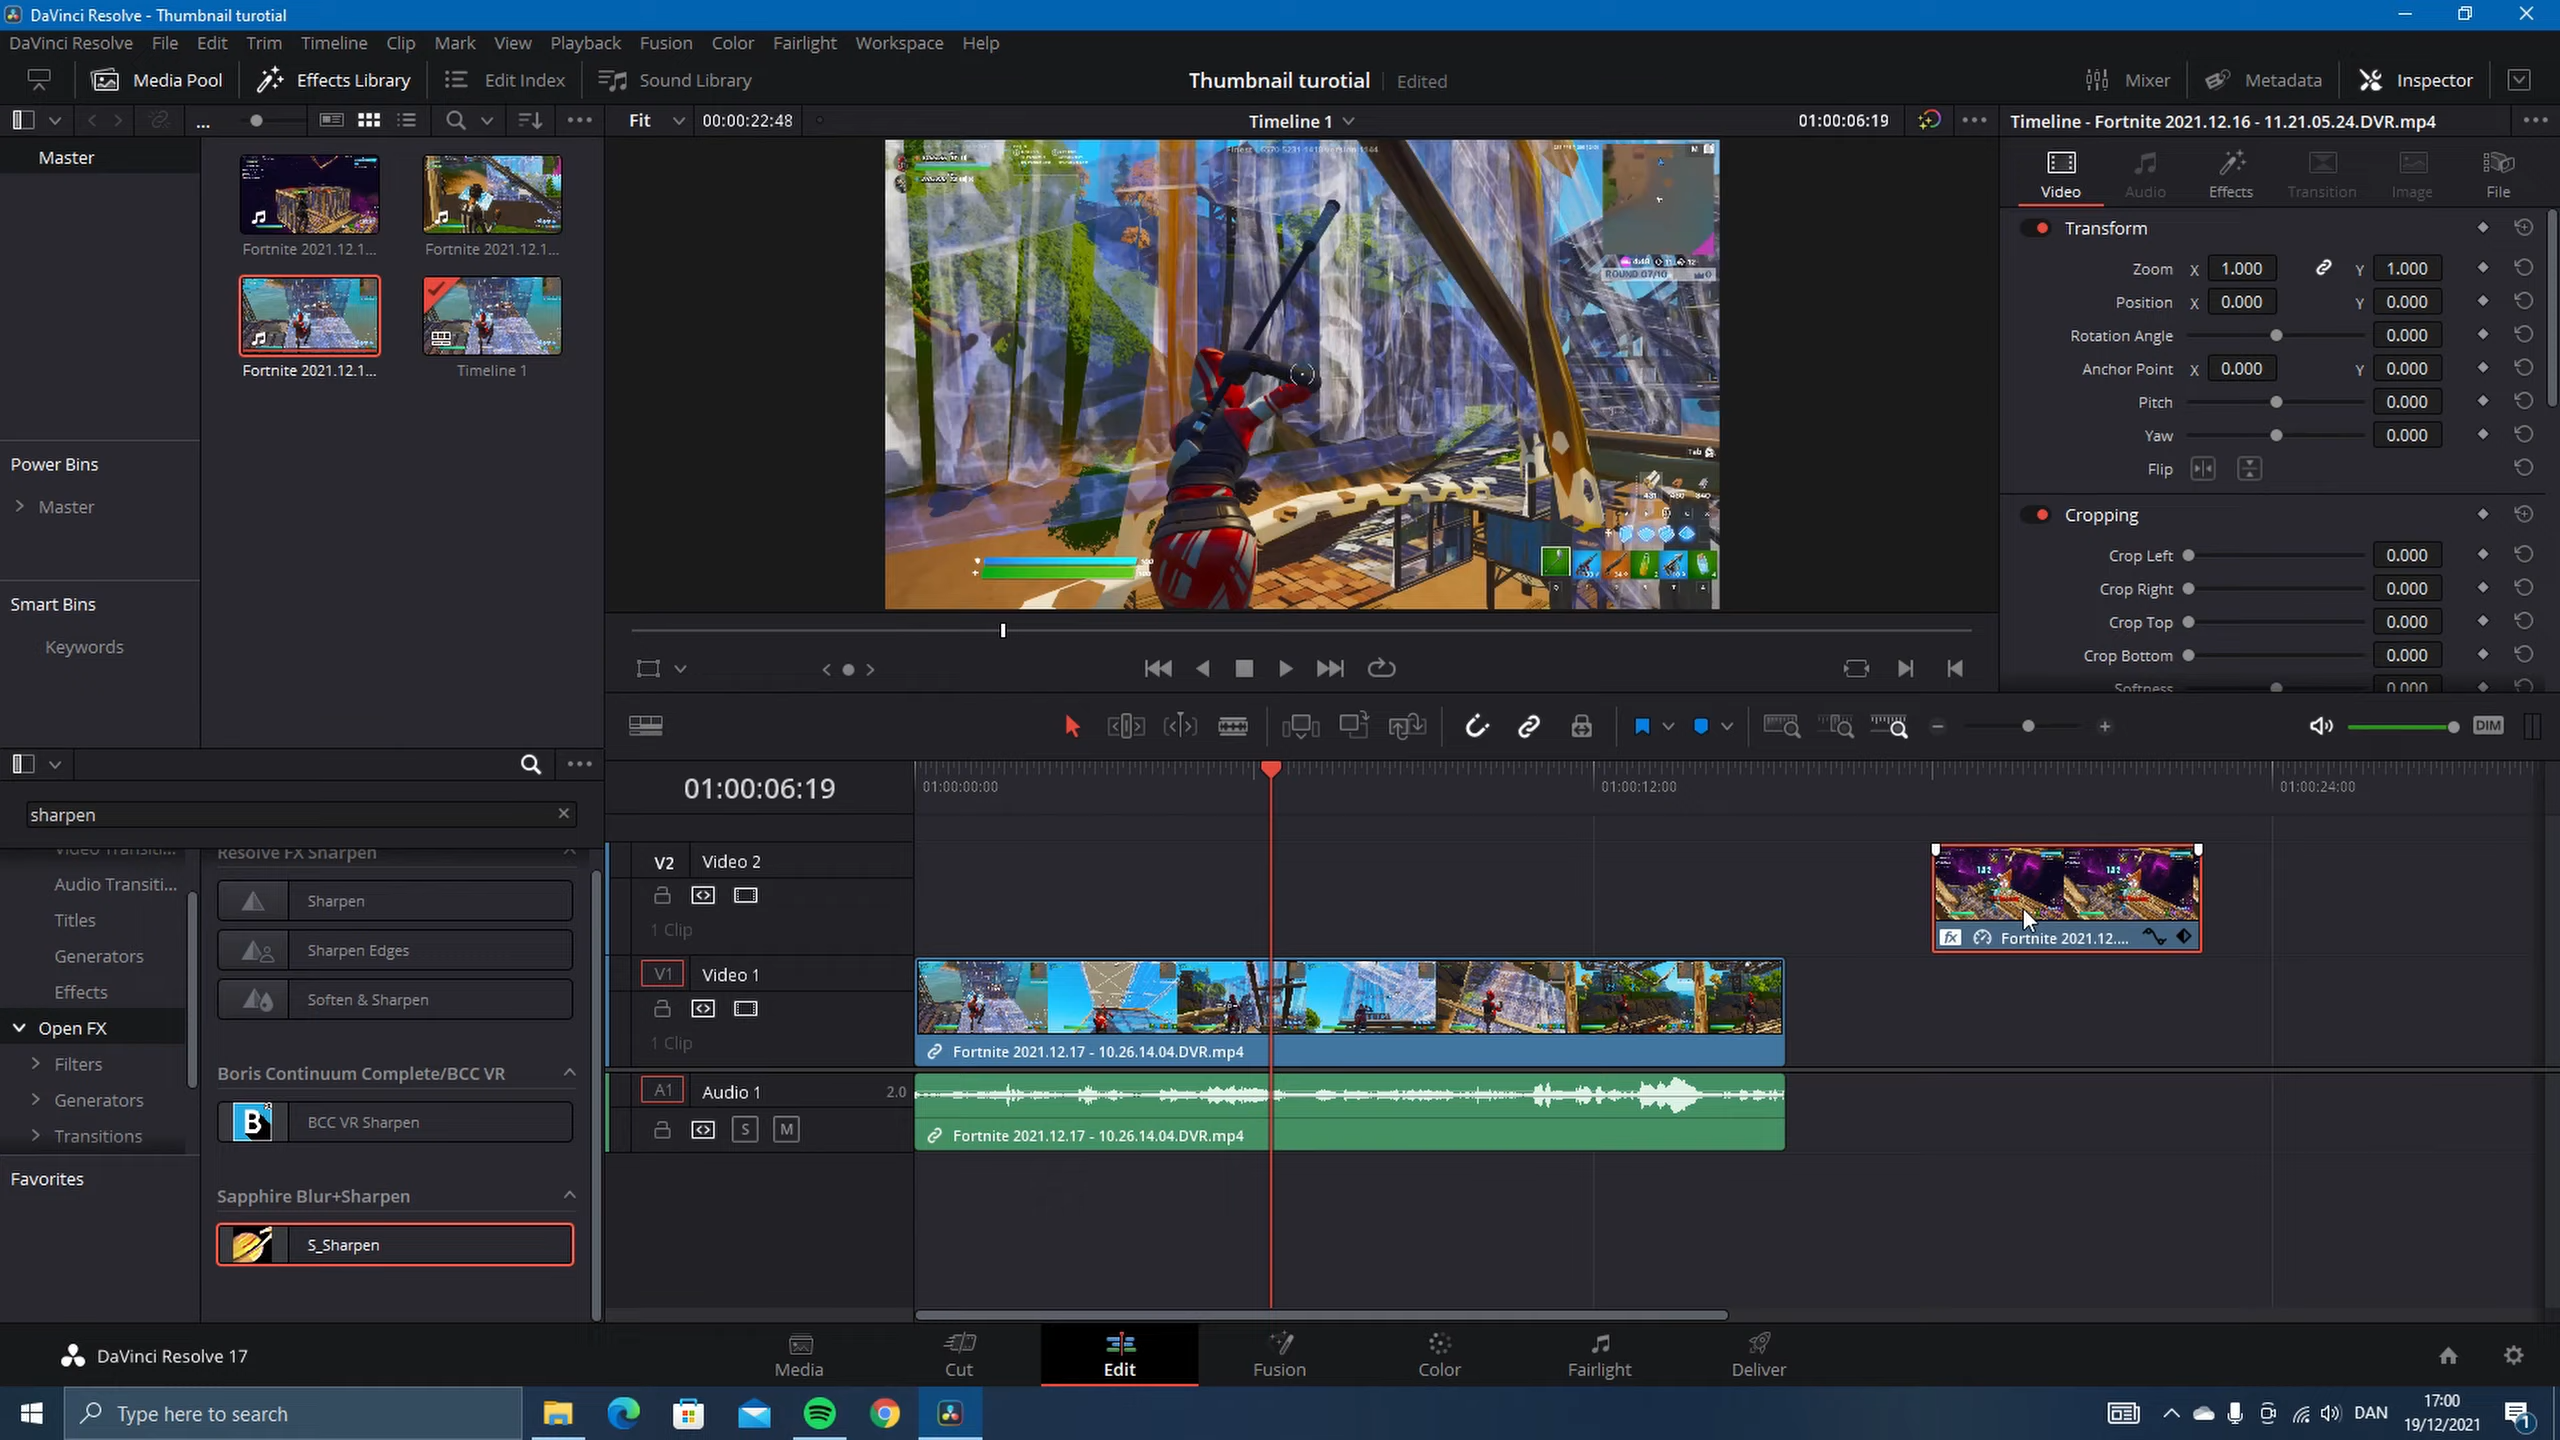 DaVinci Resolve - Thumbnail turotial
DaVinci Resolve File Edit Trim Timeline Clip Mark View Playback Fusion Color Fairlight Workspace Help
Media Pool Effects Library Edit Index Sound Library Thumbnail turotial Edited Mixer Metadata Inspector
... Fit 00:00:22:48 Timeline 1 01:00:06:19 Timeline - Fortnite 2021.12.16 - 11.21.05.24.DVR.mp4
Master
Video Audio Effects Transition Image File
Fortnite 2021.12.1... Fortnite 2021.12.1...
Fortnite 2021.12.1... Timeline 1
Power Bins
Master
Smart Bins
Keywords
ROUND 07/10
Tab
Transform
Zoom X 1.000 Y 1.000
Position X 0.000 Y 0.000
Rotation Angle 0.000
Anchor Point X 0.000 Y 0.000
Pitch 0.000
Yaw 0.000
Flip
Cropping
Crop Left 0.000
Crop Right 0.000
Crop Top 0.000
Crop Bottom 0.000
Softness 0.000
DIM
sharpen
Video Transiti...
Audio Transiti...
Titles
Generators
Effects
Open FX
Filters
Generators
Transitions
Favorites
Resolve FX Sharpen
Sharpen
Sharpen Edges
Soften & Sharpen
Boris Continuum Complete/BCC VR
BCC VR Sharpen
Sapphire Blur+Sharpen
S_Sharpen
01:00:06:19 01:00:00:00 01:00:12:00 01:00:24:00
V2 Video 2
1 Clip
fx Fortnite 2021.12....
V1 Video 1
1 Clip
Fortnite 2021.12.17 - 10.26.14.04.DVR.mp4
A1 Audio 1 2.0
S M
Fortnite 2021.12.17 - 10.26.14.04.DVR.mp4
DaVinci Resolve 17
Media Cut Edit Fusion Color Fairlight Deliver
Type here to search
DAN
17:00
19/12/2021
1